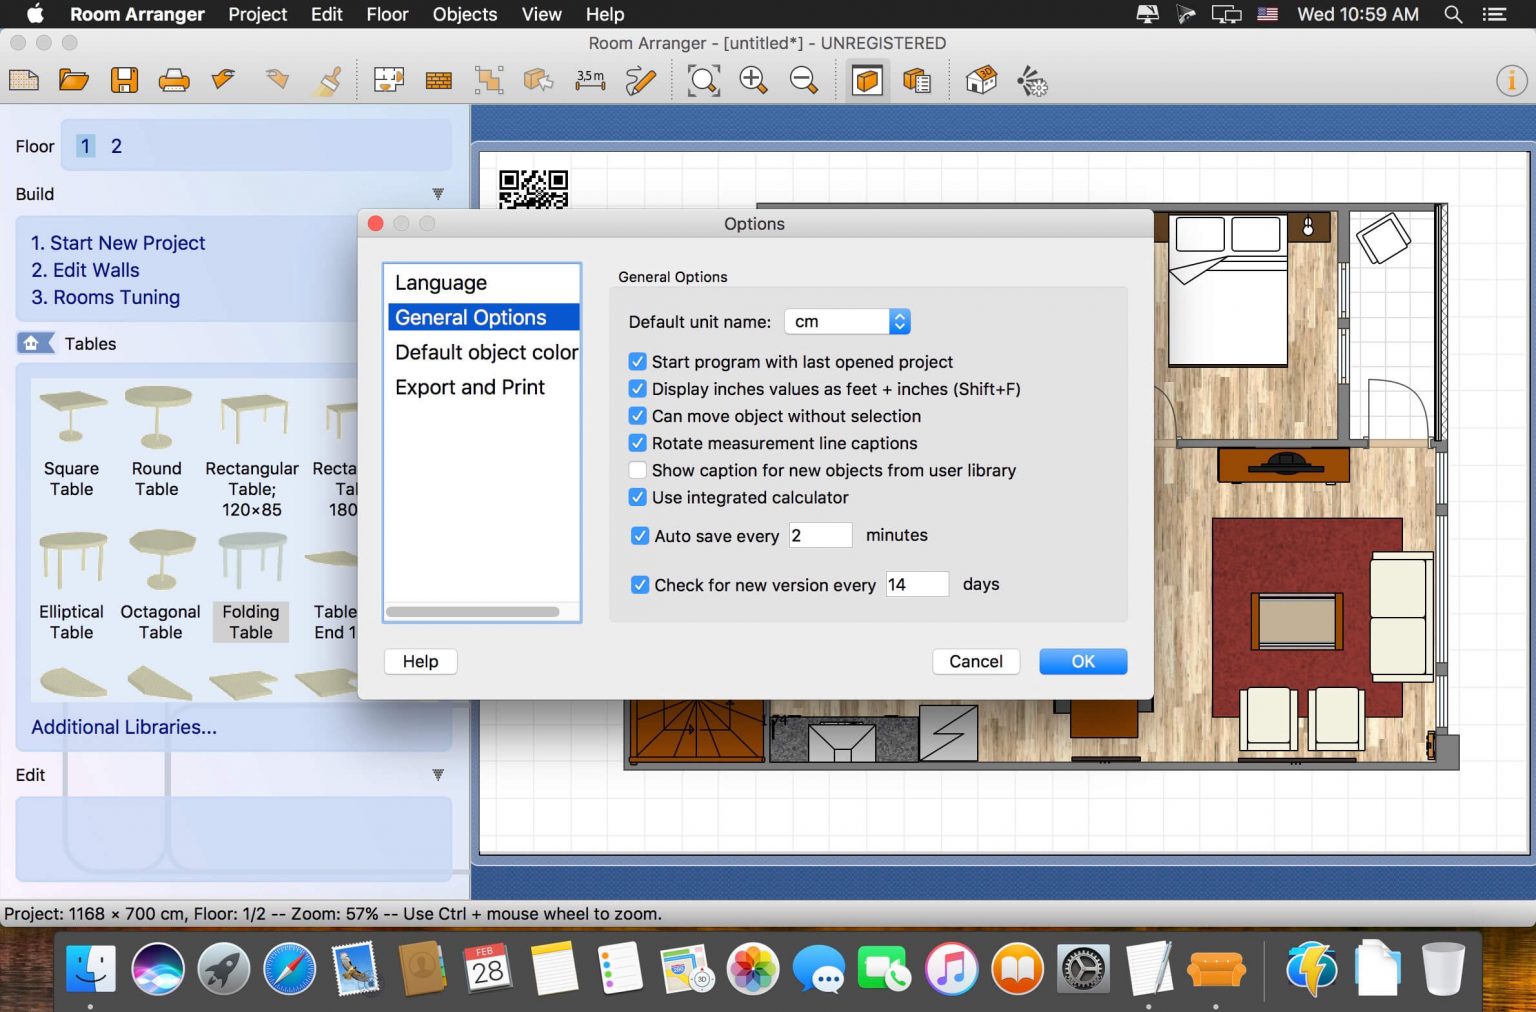 Room Arranger Project Edit Floor Objects View Help Wed 10:59 AM
Room Arranger - [untitled*] - UNREGISTERED
3,5 m
3D
i
Floor 1 2
Build
1. Start New Project
2. Edit Walls
3. Rooms Tuning
Tables
Square
Table
Round
Table
Rectangular
Table;
120×85
Recta
Ta
180
Elliptical
Table
Octagonal
Table
Folding
Table
Table
End 1
Additional Libraries...
Edit
Options
Language
General Options
Default object color
Export and Print
General Options
Default unit name: cm
Start program with last opened project
Display inches values as feet + inches (Shift+F)
Can move object without selection
Rotate measurement line captions
Show caption for new objects from user library
Use integrated calculator
Auto save every 2 minutes
Check for new version every 14 days
Help Cancel OK
Project: 1168 × 700 cm, Floor: 1/2 -- Zoom: 57% -- Use Ctrl + mouse wheel to zoom.
FEB
28
280
3D